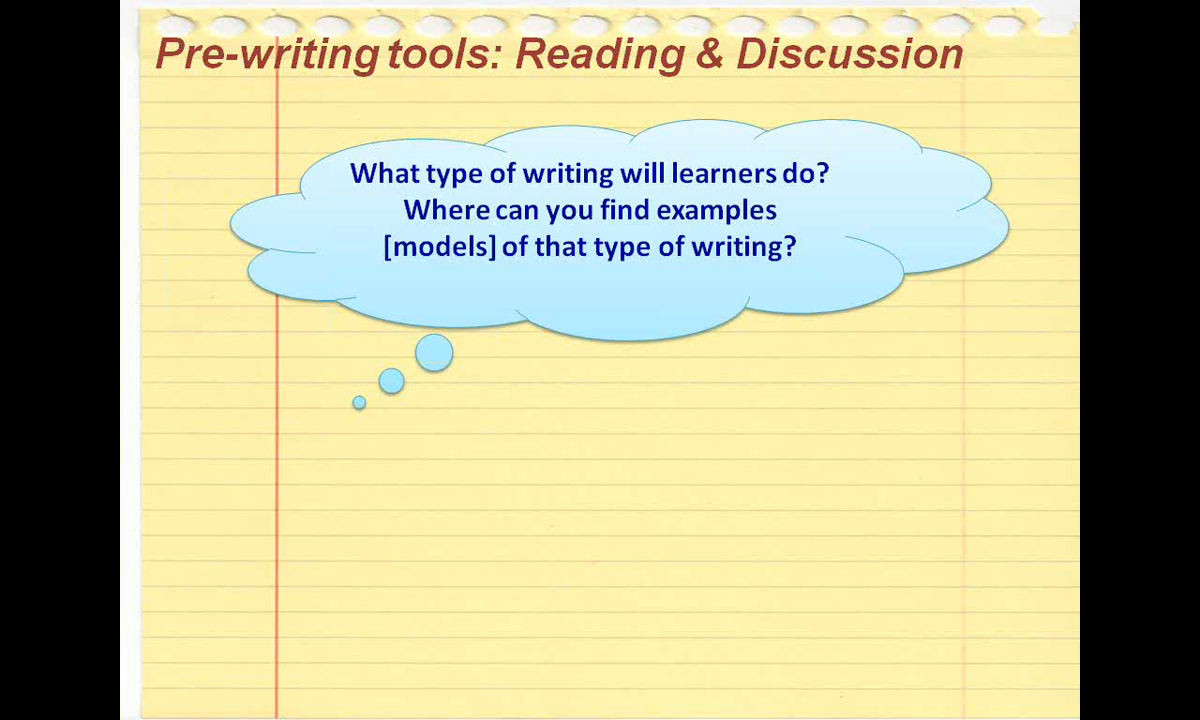 Pre-writing tools: Reading & Discussion
What type of writing will learners do?
Where can you find examples
[models] of that type of writing?